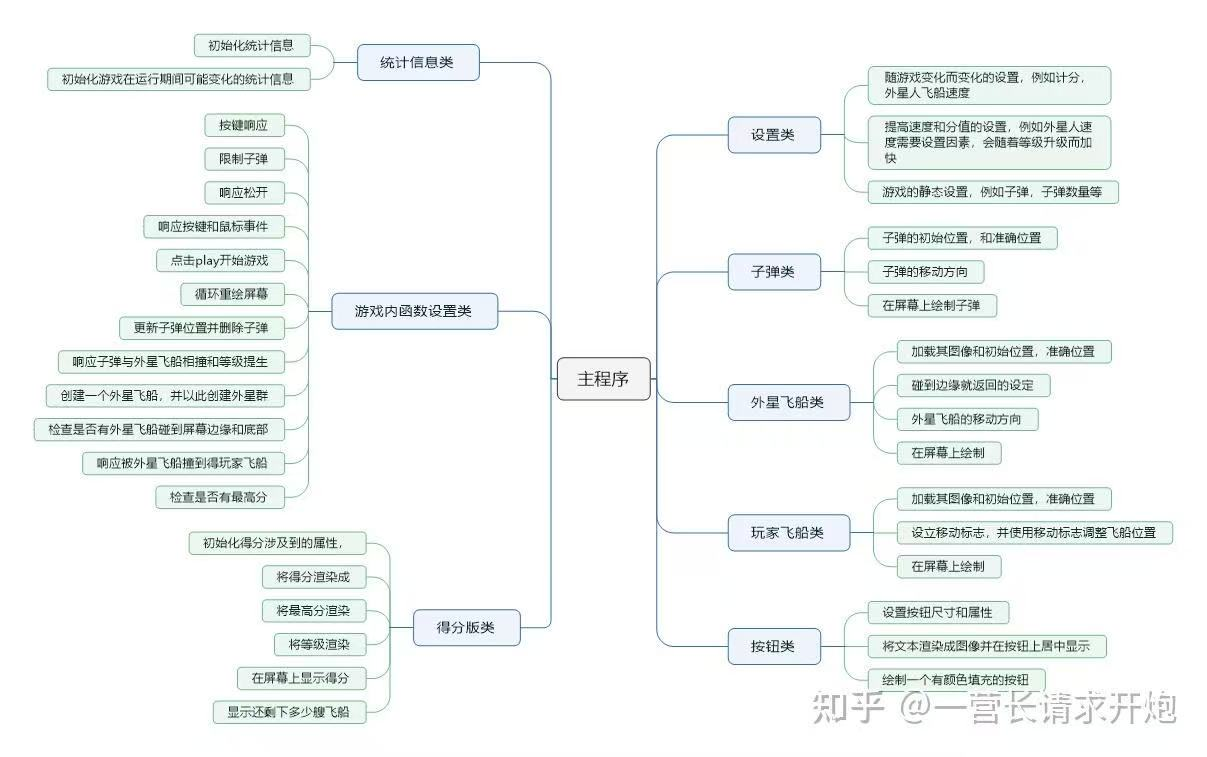 初始化统计信息
初始化游戏在运行期间可能变化的统计信息
统计信息类
按键响应
限制子弹
响应松开
响应按键和鼠标事件
点击play开始游戏
循环重绘屏幕
更新子弹位置并删除子弹
响应子弹与外星飞船相撞和等级提生
创建一个外星飞船，并以此创建外星群
检查是否有外星飞船碰到屏幕边缘和底部
响应被外星飞船撞到得玩家飞船
检查是否有最高分
游戏内函数设置类
初始化得分涉及到的属性，
将得分渲染成
将最高分渲染
将等级渲染
在屏幕上显示得分
显示还剩下多少艘飞船
得分版类
主程序
设置类
随游戏变化而变化的设置，例如计分，
外星人飞船速度
提高速度和分值的设置，例如外星人速
度需要设置因素，会随着等级升级而加
快
游戏的静态设置，例如子弹，子弹数量等
子弹类
子弹的初始位置，和准确位置
子弹的移动方向
在屏幕上绘制子弹
外星飞船类
加载其图像和初始位置，准确位置
碰到边缘就返回的设定
外星飞船的移动方向
在屏幕上绘制
玩家飞船类
加载其图像和初始位置，准确位置
设立移动标志，并使用移动标志调整飞船位置
在屏幕上绘制
按钮类
设置按钮尺寸和属性
将文本渲染成图像并在按钮上居中显示
绘制一个有颜色填充的按钮
知乎 @一营长请求开炮